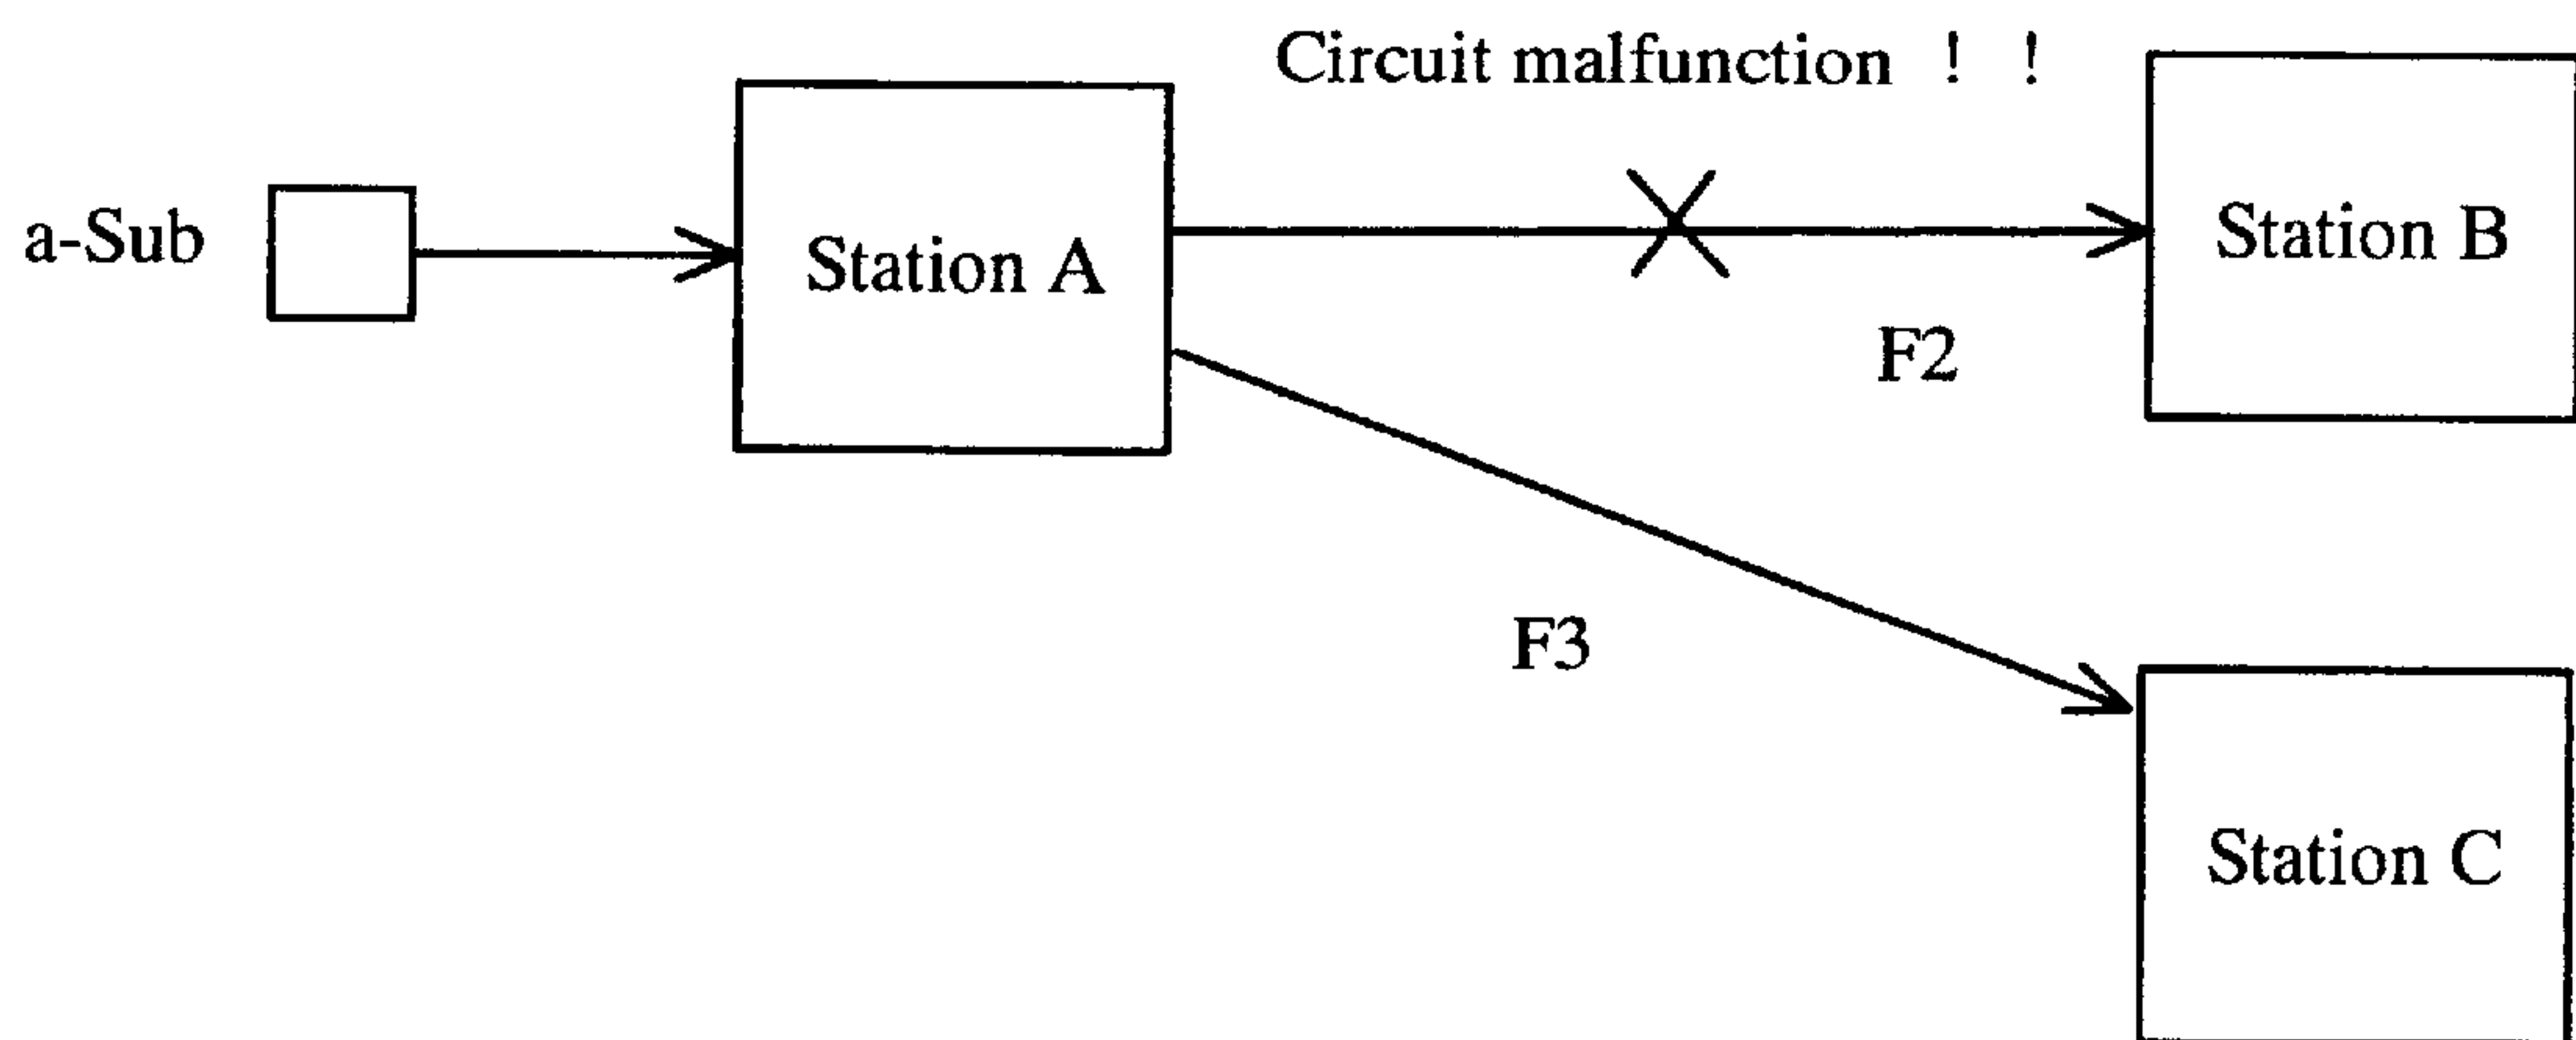 Circuit malfunction ! !
a-Sub
Station A
Station B
F2
F3
Station C